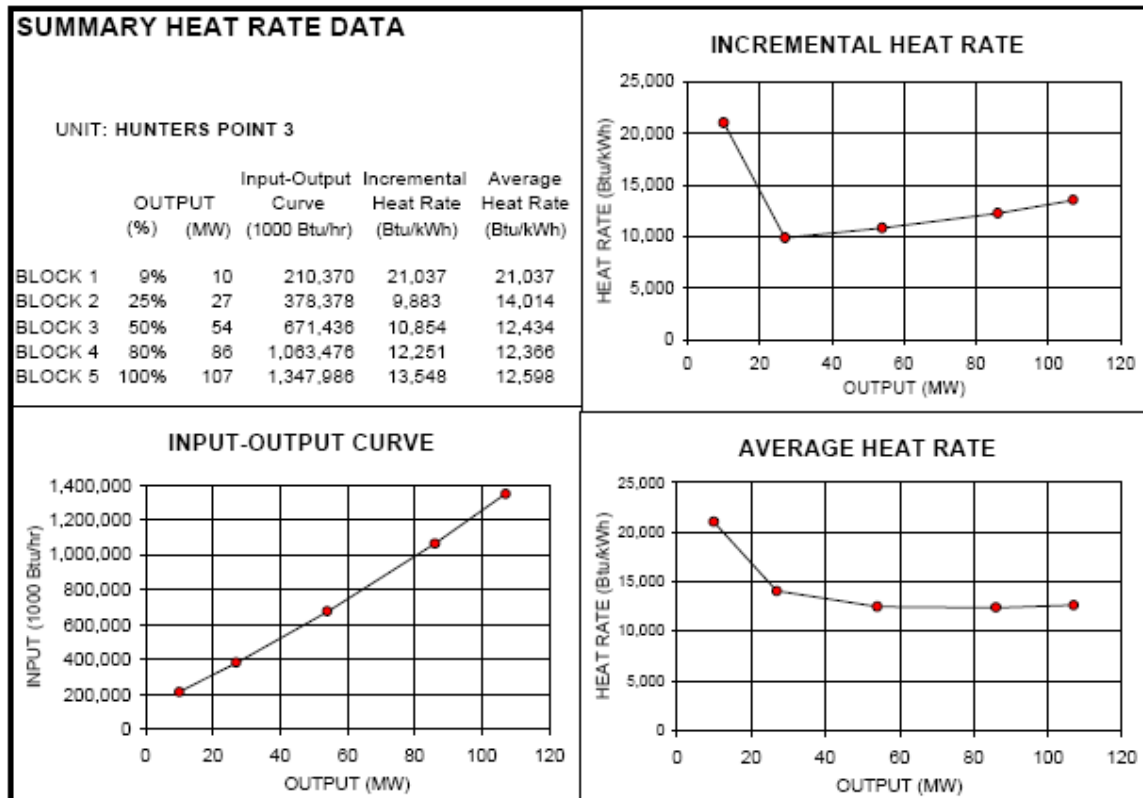 SUMMARY HEAT RATE DATA
UNIT: HUNTERS POINT 3
Input-Output Incremental Average
OUTPUT Curve Heat Rate Heat Rate
(%) (MW) (1000 Btu/hr) (Btu/kWh) (Btu/kWh)
BLOCK 1 9% 10 210,370 21,037 21,037
BLOCK 2 25% 27 378,378 9,883 14,014
BLOCK 3 50% 54 671,436 10,854 12,434
BLOCK 4 80% 86 1,063,476 12,251 12,366
BLOCK 5 100% 107 1,347,986 13,548 12,598
INCREMENTAL HEAT RATE
HEAT RATE (Btu/kWh)
25,000
20,000
15,000
10,000
5,000
0
0 20 40 60 80 100 120
OUTPUT (MW)
INPUT-OUTPUT CURVE
INPUT (1000 Btu/hr)
1,400,000
1,200,000
1,000,000
800,000
600,000
400,000
200,000
0
0 20 40 60 80 100 120
OUTPUT (MW)
AVERAGE HEAT RATE
HEAT RATE (Btu/kWh)
25,000
20,000
15,000
10,000
5,000
0
0 20 40 60 80 100 120
OUTPUT (MW)